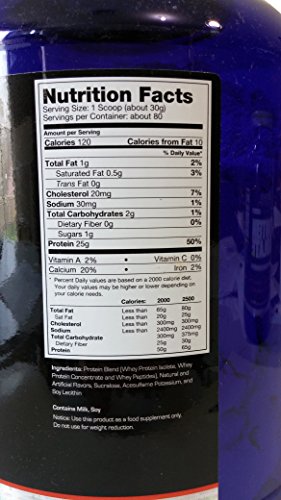 Nutrition Facts
Serving Size: 1 Scoop (about 30g)
Servings per Container: about 80
Amount per Serving
Calories 120 Calories from Fat 10
% Daily Value*
Total Fat 1g 2%
Saturated Fat 0.5g 3%
Trans Fat 0g
Cholesterol 20mg 7%
Sodium 30mg 1%
Total Carbohydrates 2g 1%
Dietary Fiber 0g 0%
Sugars 1g
Protein 25g 50%
Vitamin A 2% • Vitamin C 0%
Calcium 20% • Iron 2%
* Percent Daily Values are based on a 2000 calorie diet.
Your daily values may be higher or lower depending on
your calorie needs.
Calories: 2000 2500
Total Fat Less than 65g 80g
Sat Fat Less than 20g 25g
Cholesterol Less than 300mg 300mg
Sodium Less than 2400mg 2400mg
Total Carbohydrate 300mg 375mg
Dietary Fiber 25g 30g
Protein 50g 65g
Ingredients: Protein Blend (Whey Protein Isolate, Whey
Protein Concentrate and Whey Peptides), Natural and
Artificial Flavors, Sucralose, Acesulfame Potassium, and
Soy Lecithin
Contains Milk, Soy
Notice: Use this product as a food supplement only.
Do not use for weight reduction.